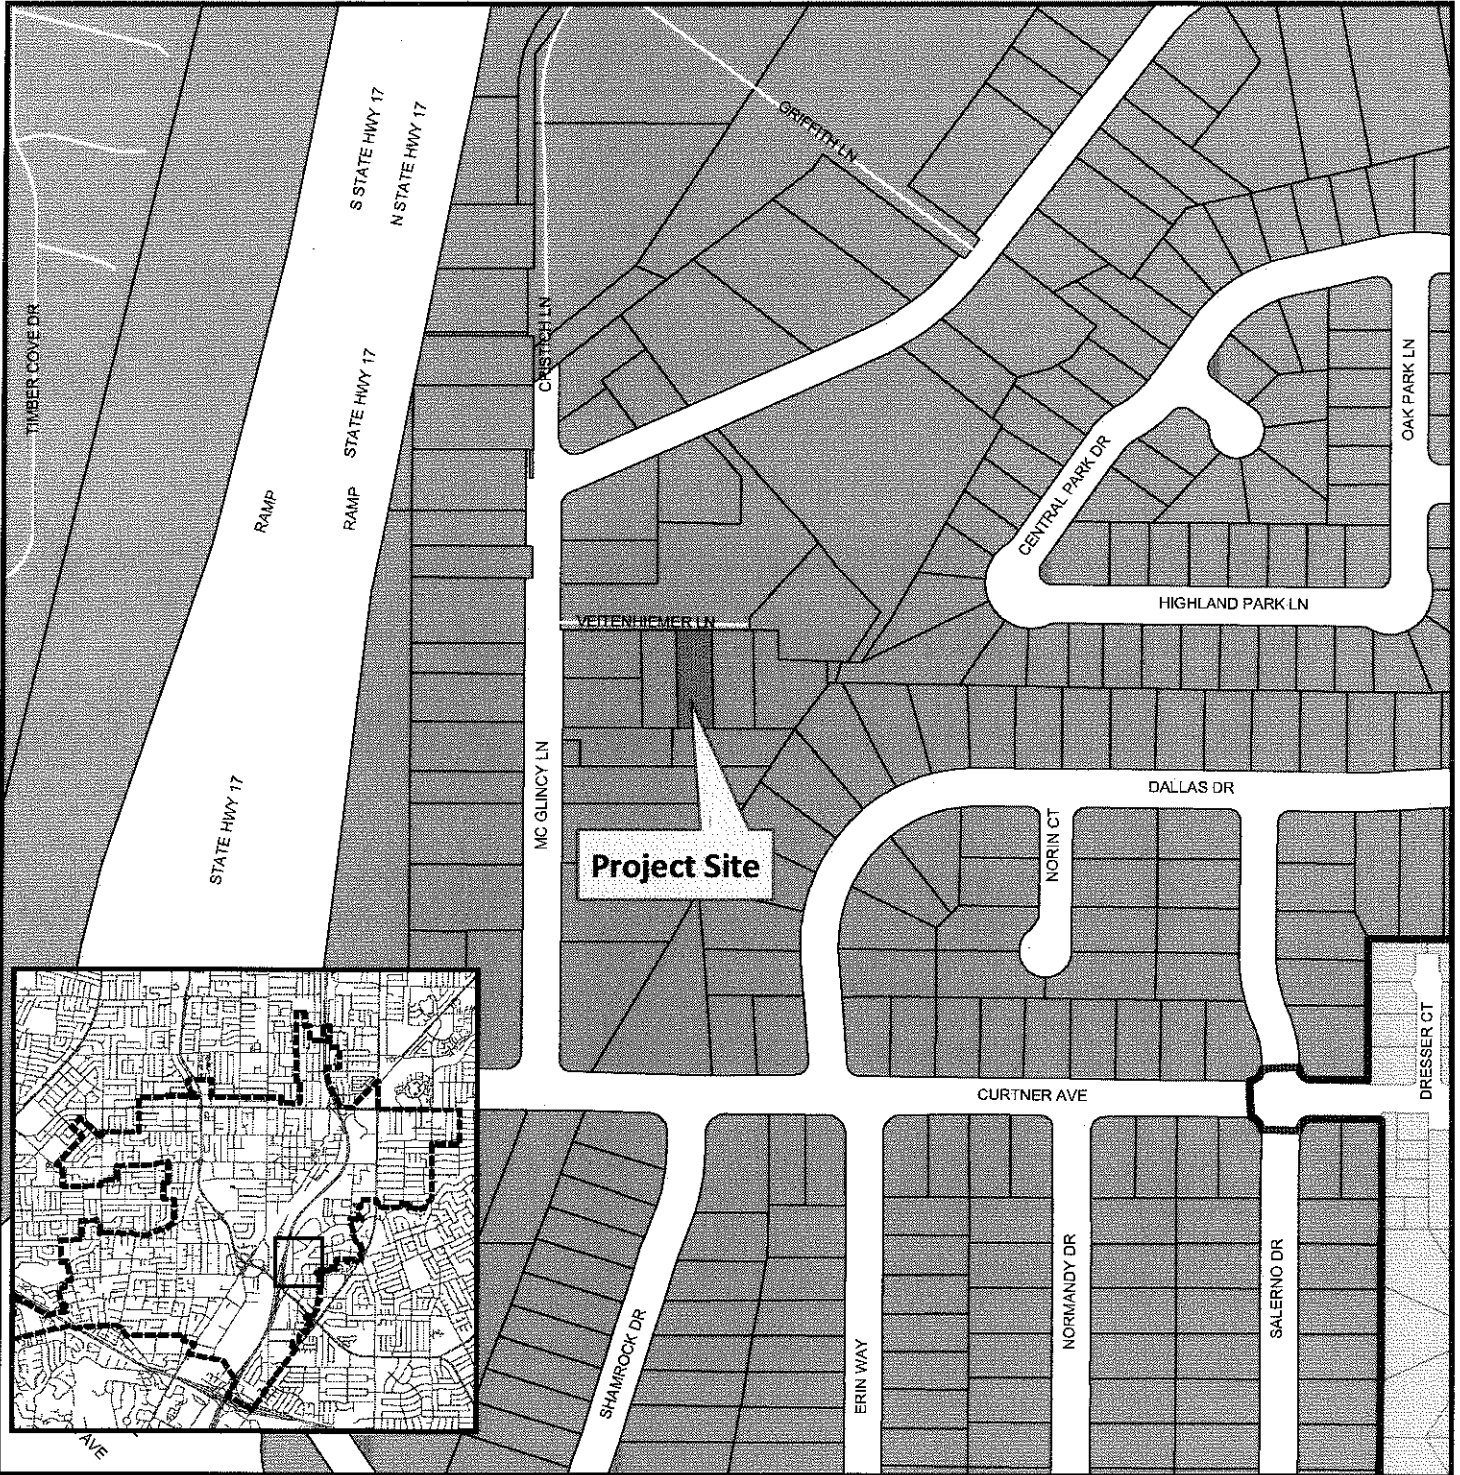 S STATE HWY 17
N STATE HWY 17
GRIFFITH LN
TIMBER COVE DR
CRISTICH LN
STATE HWY 17
OAK PARK LN
RAMP
RAMP
CENTRAL PARK DR
HIGHLAND PARK LN
VEITENHIEMER LN
MC GLINCY LN
DALLAS DR
STATE HWY 17
NORIN CT
Project Site
DRESSER CT
CURTNER AVE
NORMANDY DR
SALERNO DR
SHAMROCK DR
ERIN WAY
AVE